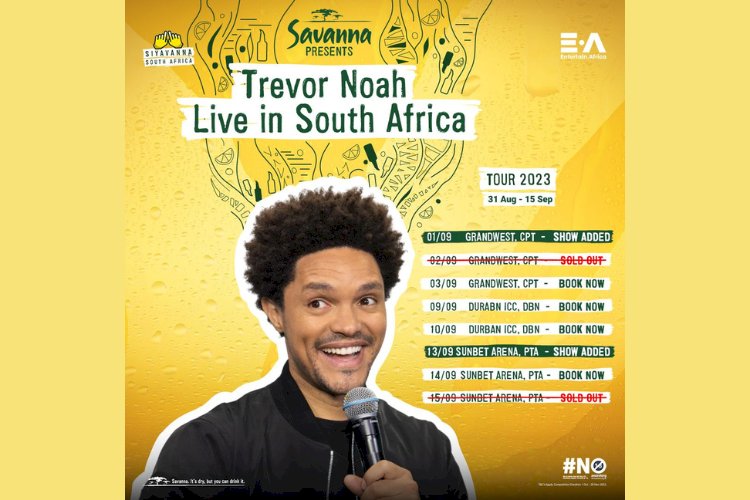 SIYAVANNA
SOUTH AFRICA
Savanna
PRESENTS
E·A
Entertain Africa
Trevor Noah
Live in South Africa
TOUR 2023
31 Aug - 15 Sep
01/09 GRANDWEST, CPT - SHOW ADDED
02/09 GRANDWEST, CPT - SOLD OUT
03/09 GRANDWEST, CPT - BOOK NOW
09/09 DURABN ICC, DBN - BOOK NOW
10/09 DURBAN ICC, DBN - BOOK NOW
13/09 SUNBET ARENA, PTA - SHOW ADDED
14/09 SUNBET ARENA, PTA - BOOK NOW
15/09 SUNBET ARENA, PTA - SOLD OUT
Savanna. It's dry, but you can drink it.
#NO